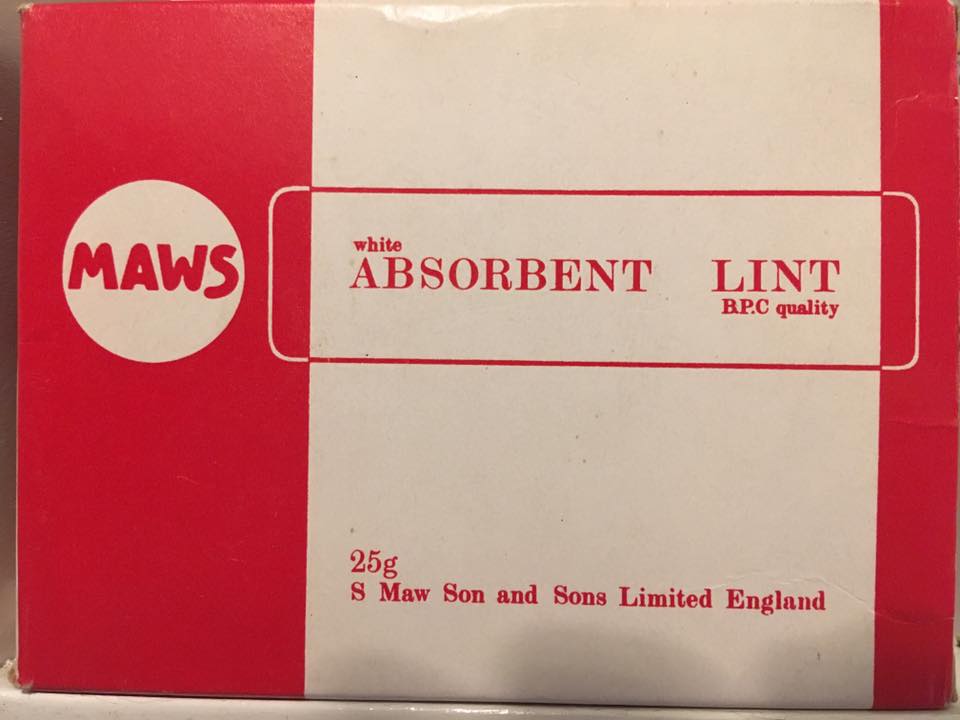 MAWS
white
ABSORBENT LINT
B.P.C quality
25g
S Maw Son and Sons Limited England